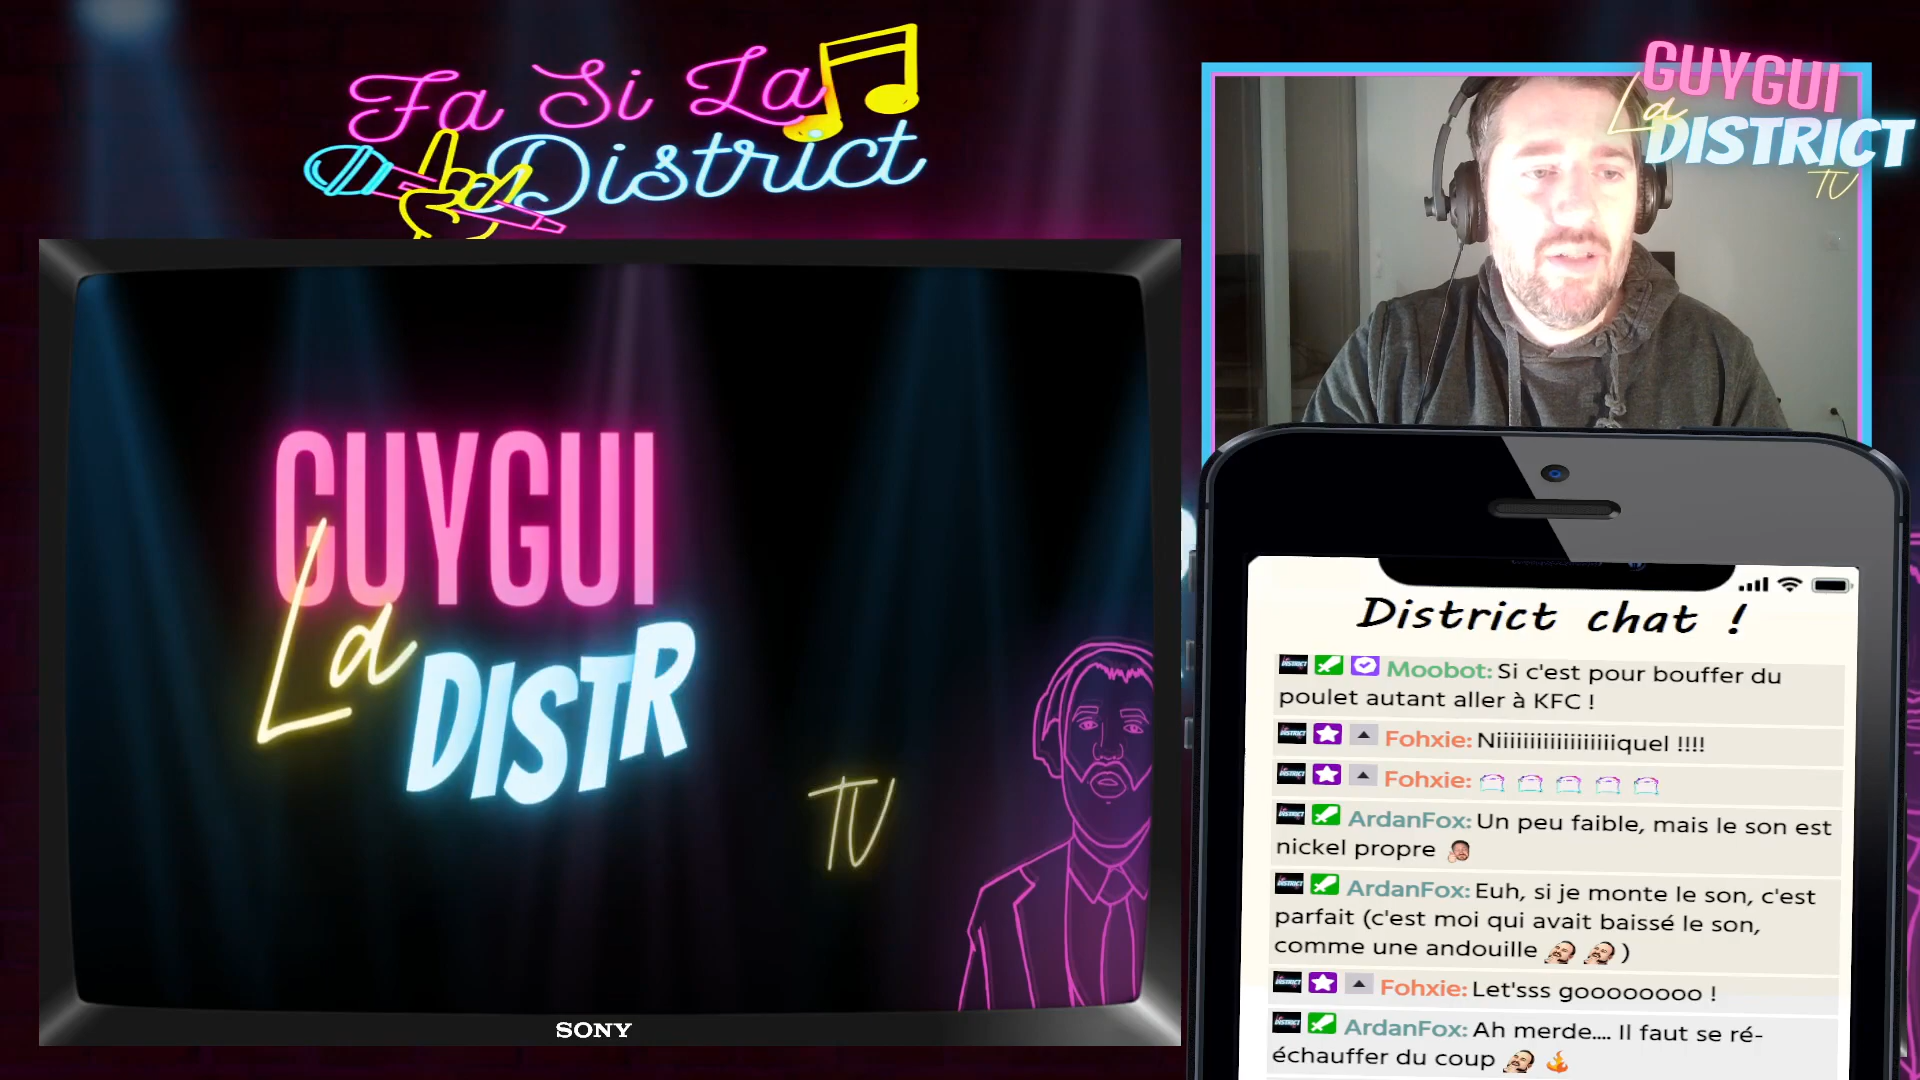 Fa Si La
District
GUYGUI
La
DISTRICT
TV
GUYGUI
La
DISTR
TV
SONY
District chat !
Moobot: Si c'est pour bouffer du
poulet autant aller à KFC !
Fohxie: Niiiiiiiiiiiiiiiiiiiquel !!!!
Fohxie:
ArdanFox: Un peu faible, mais le son est
nickel propre
ArdanFox: Euh, si je monte le son, c'est
parfait (c'est moi qui avait baissé le son,
comme une andouille )
Fohxie: Let'sss goooooooo !
ArdanFox: Ah merde.... Il faut se ré-
échauffer du coup